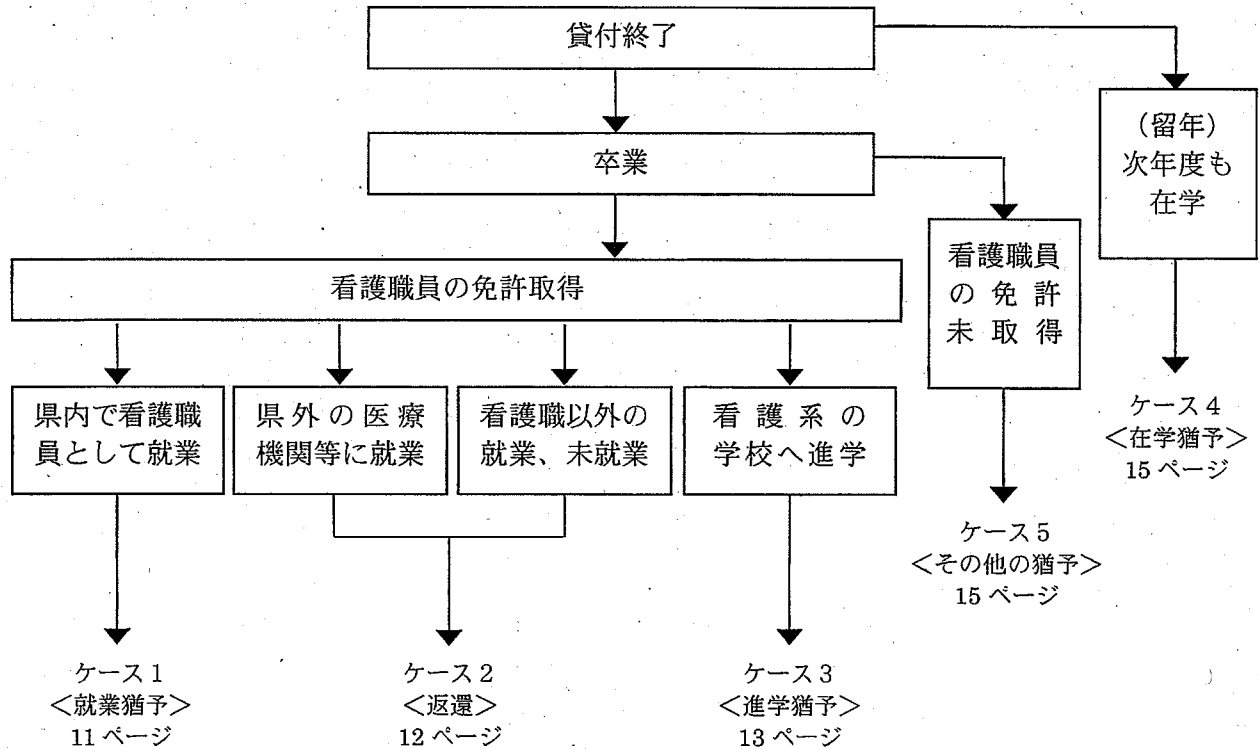 貸付終了
(留年)
次年度も
在学
卒業
看護職員
の免許
未取得
看護職員の免許取得
県内で看護職
員として就業
県外の医療
機関等に就業
看護職以外の
就業、未就業
看護系の
学校へ進学
ケース4
<在学猶予>
15ページ
ケース5
<その他の猶予>
15ページ
ケース1
<就業猶予>
11ページ
ケース2
<返還>
12ページ
ケース3
<進学猶予>
13ページ